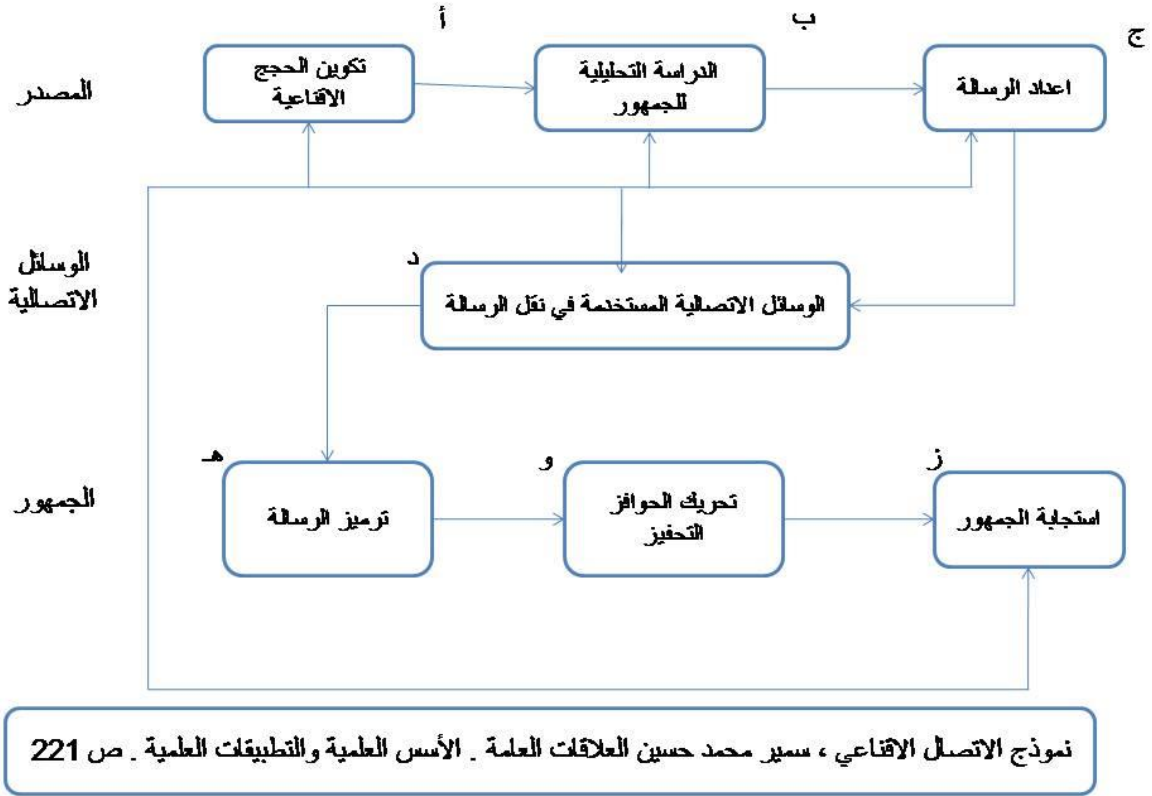 أ
ب
ج
المصدر
تكوين الحجج
الاقناعية
الدراسة التحليلية
للجمهور
اعداد الرسالة
الوسائل
الاتصالية
د
الوسائل الاتصالية المستخدمة في نقل الرسالة
الجمهور
هـ
ترميز الرسالة
و
تحريك الحوافز
التحفيز
ز
استجابة الجمهور
نموذج الاتصال الاقناعي ، سمير محمد حسين العلاقات العامة . الأسس العلمية والتطبيقات العلمية . ص 221